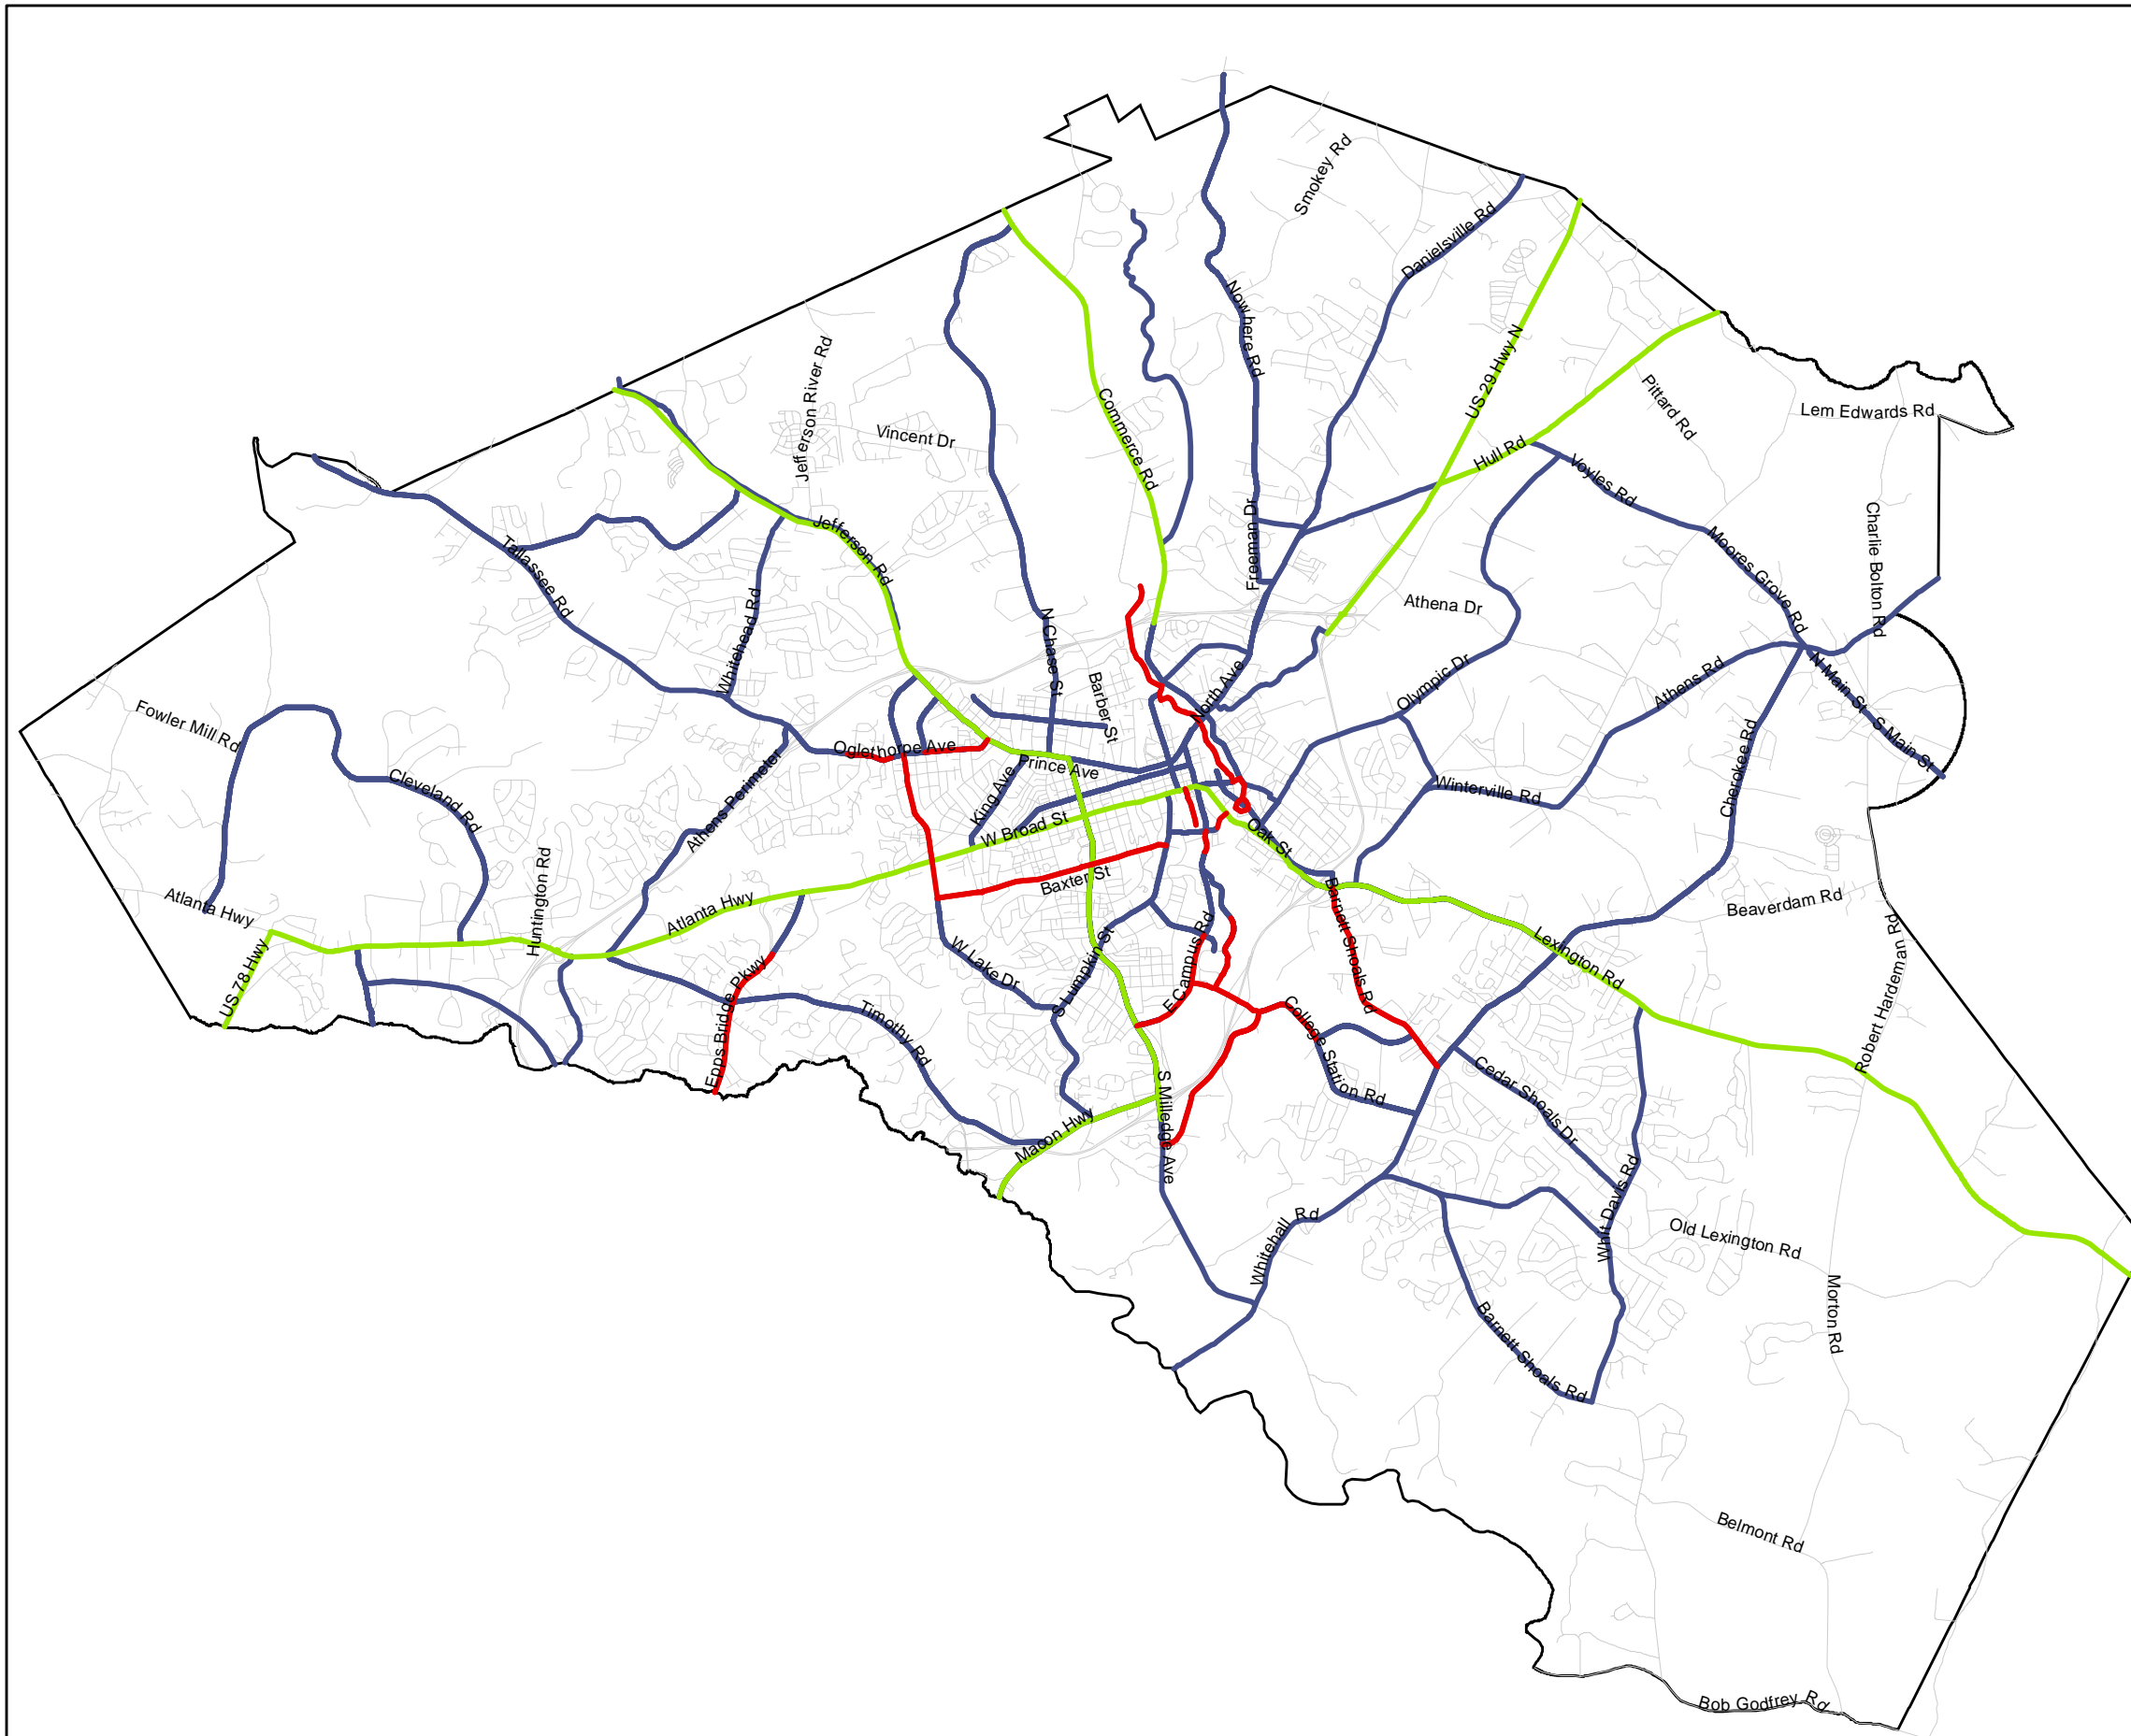 Smokey Rd
Danielsville Rd
Nowhere Rd
US 29 Hwy N
Jefferson River Rd
Vincent Dr
Commerce Rd
Pittard Rd
Lem Edwards Rd
Hull Rd
Voyles Rd
Freeman Dr
Jefferson Rd
Tallassee Rd
Charlie Bolton Rd
Moores Grove Rd
Athena Dr
Whitehead Rd
N Chase St
Barber St
North Ave
Olympic Dr
Athens Rd
N Main St
S Main St
Fowler Mill Rd
Oglethorpe Ave
Prince Ave
Cleveland Rd
Athens Perimeter
King Ave
W Broad St
Winterville Rd
Cherokee Rd
Oak St
Baxter St
Atlanta Hwy
Huntington Rd
Atlanta Hwy
Barnett Shoals Rd
Beaverdam Rd
US 78 Hwy
W Lake Dr
S Lumpkin St
E Campus Rd
Lexington Rd
Robert Hardeman Rd
Epps Bridge Pkwy
Timothy Rd
College Station Rd
Cedar Shoals Dr
Macon Hwy
S Milledge Ave
Whit Davis Rd
Whitehall Rd
Old Lexington Rd
Morton Rd
Barnett Shoals Rd
Belmont Rd
Bob Godfrey Rd